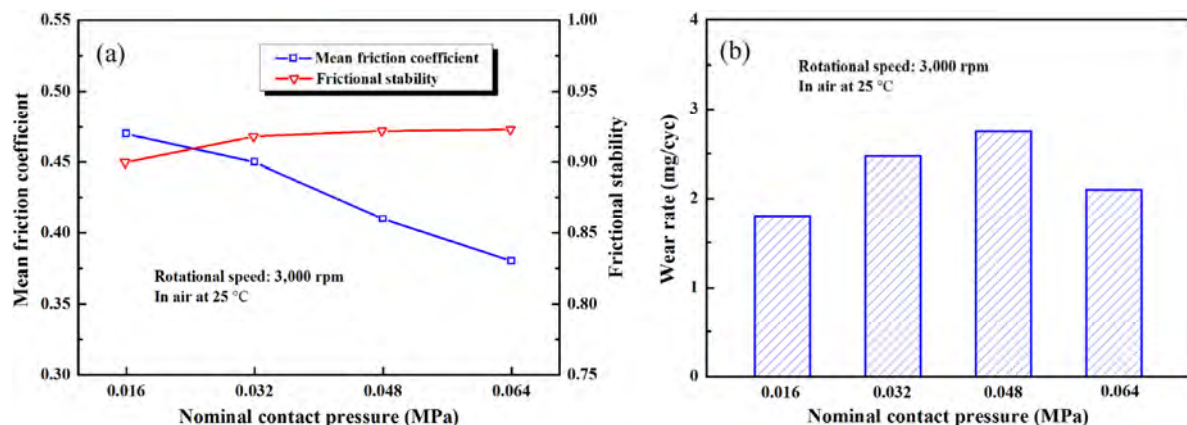 (a)
Mean friction coefficient
Frictional stability
0.55
0.50
0.45
0.40
0.35
0.30
Mean friction coefficient
1.00
0.95
0.90
0.85
0.80
0.75
Frictional stability
Rotational speed: 3,000 rpm
In air at 25 °C
0.016 0.032 0.048 0.064
Nominal contact pressure (MPa)
(b)
Rotational speed: 3,000 rpm
In air at 25 °C
4
3
2
1
0
Wear rate (mg/cyc)
0.016 0.032 0.048 0.064
Nominal contact pressure (MPa)